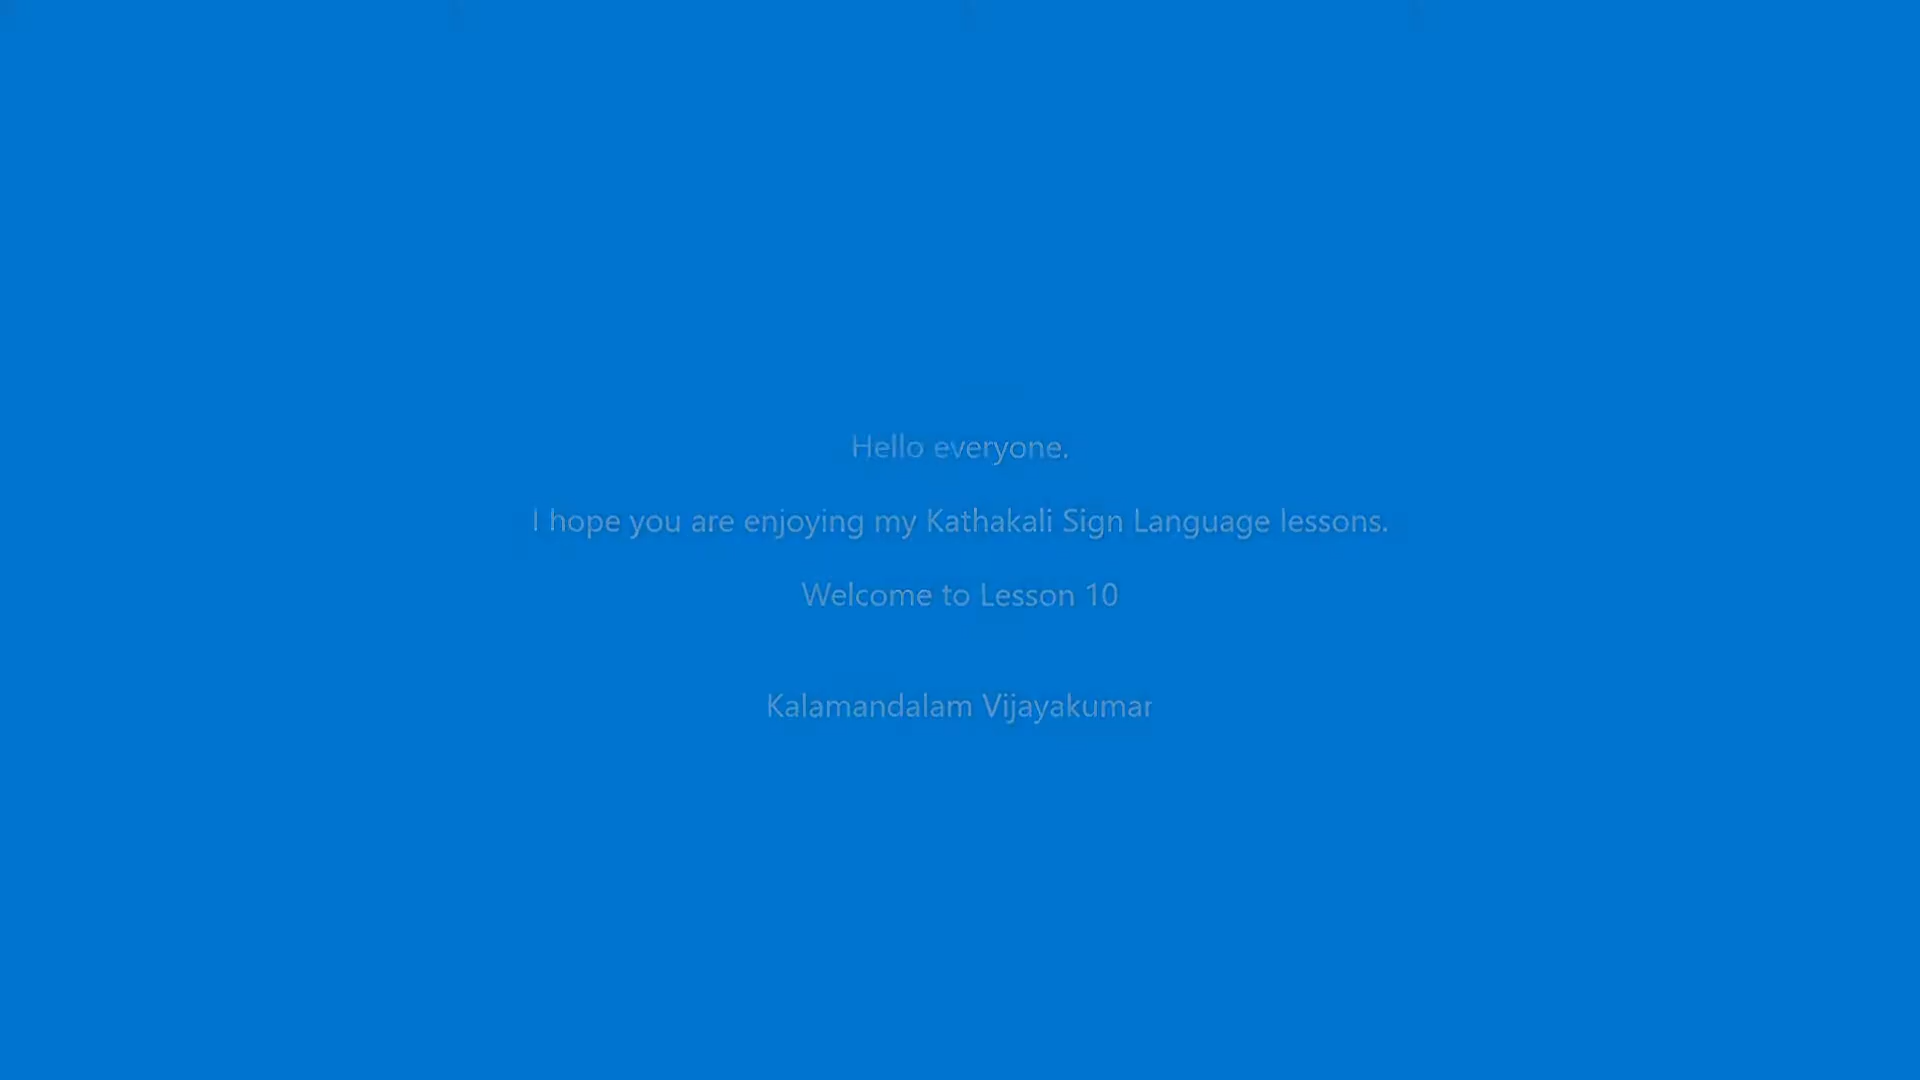 Hello everyone.
I hope you are enjoying my Kathakali Sign Language lessons.
Welcome to Lesson 10
Kalamandalam Vijayakumar